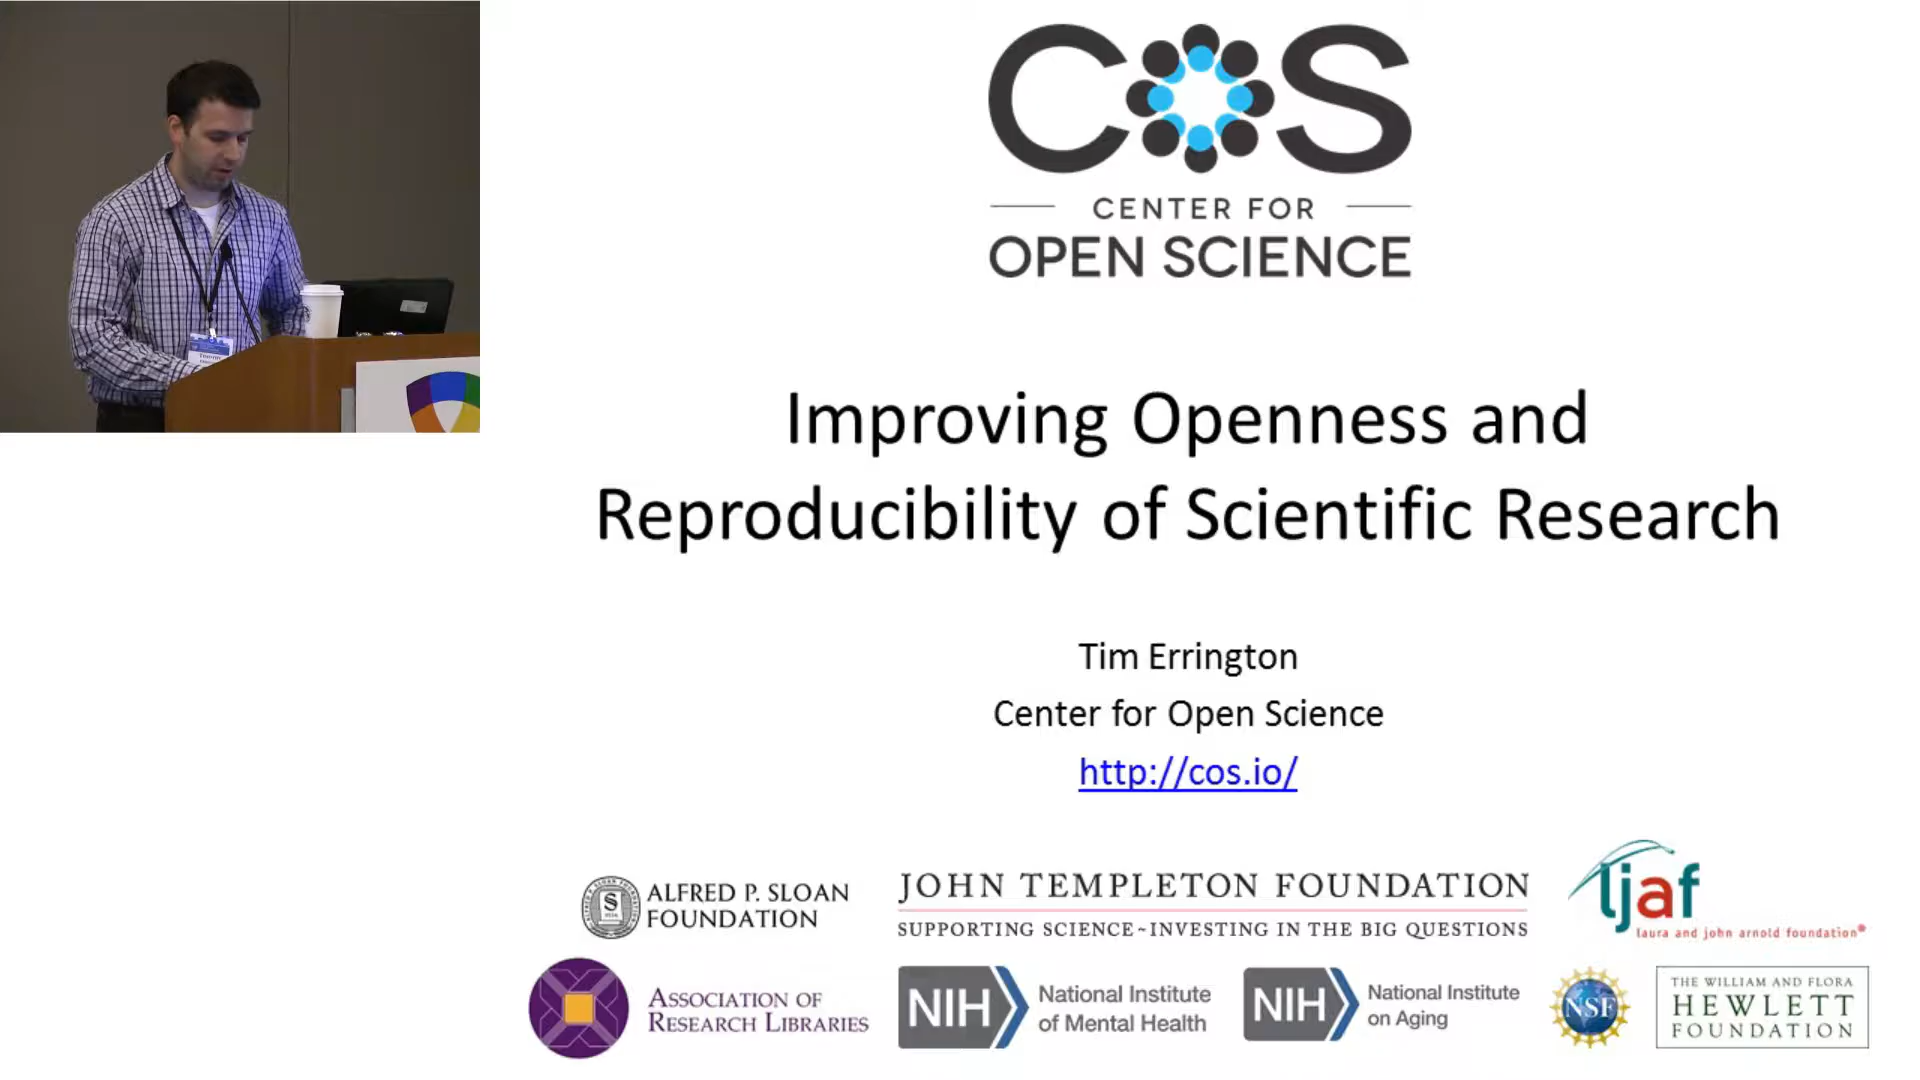 COS
CENTER FOR
OPEN SCIENCE
Improving Openness and
Reproducibility of Scientific Research
Tim Errington
Center for Open Science
http://cos.io/
ALFRED P. SLOAN
FOUNDATION
JOHN TEMPLETON FOUNDATION
SUPPORTING SCIENCE~INVESTING IN THE BIG QUESTIONS
ljaf
laura and john arnold foundation
ASSOCIATION OF
RESEARCH LIBRARIES
NIH
National Institute
of Mental Health
NIH
National Institute
on Aging
NSF
THE WILLIAM AND FLORA
HEWLETT
FOUNDATION